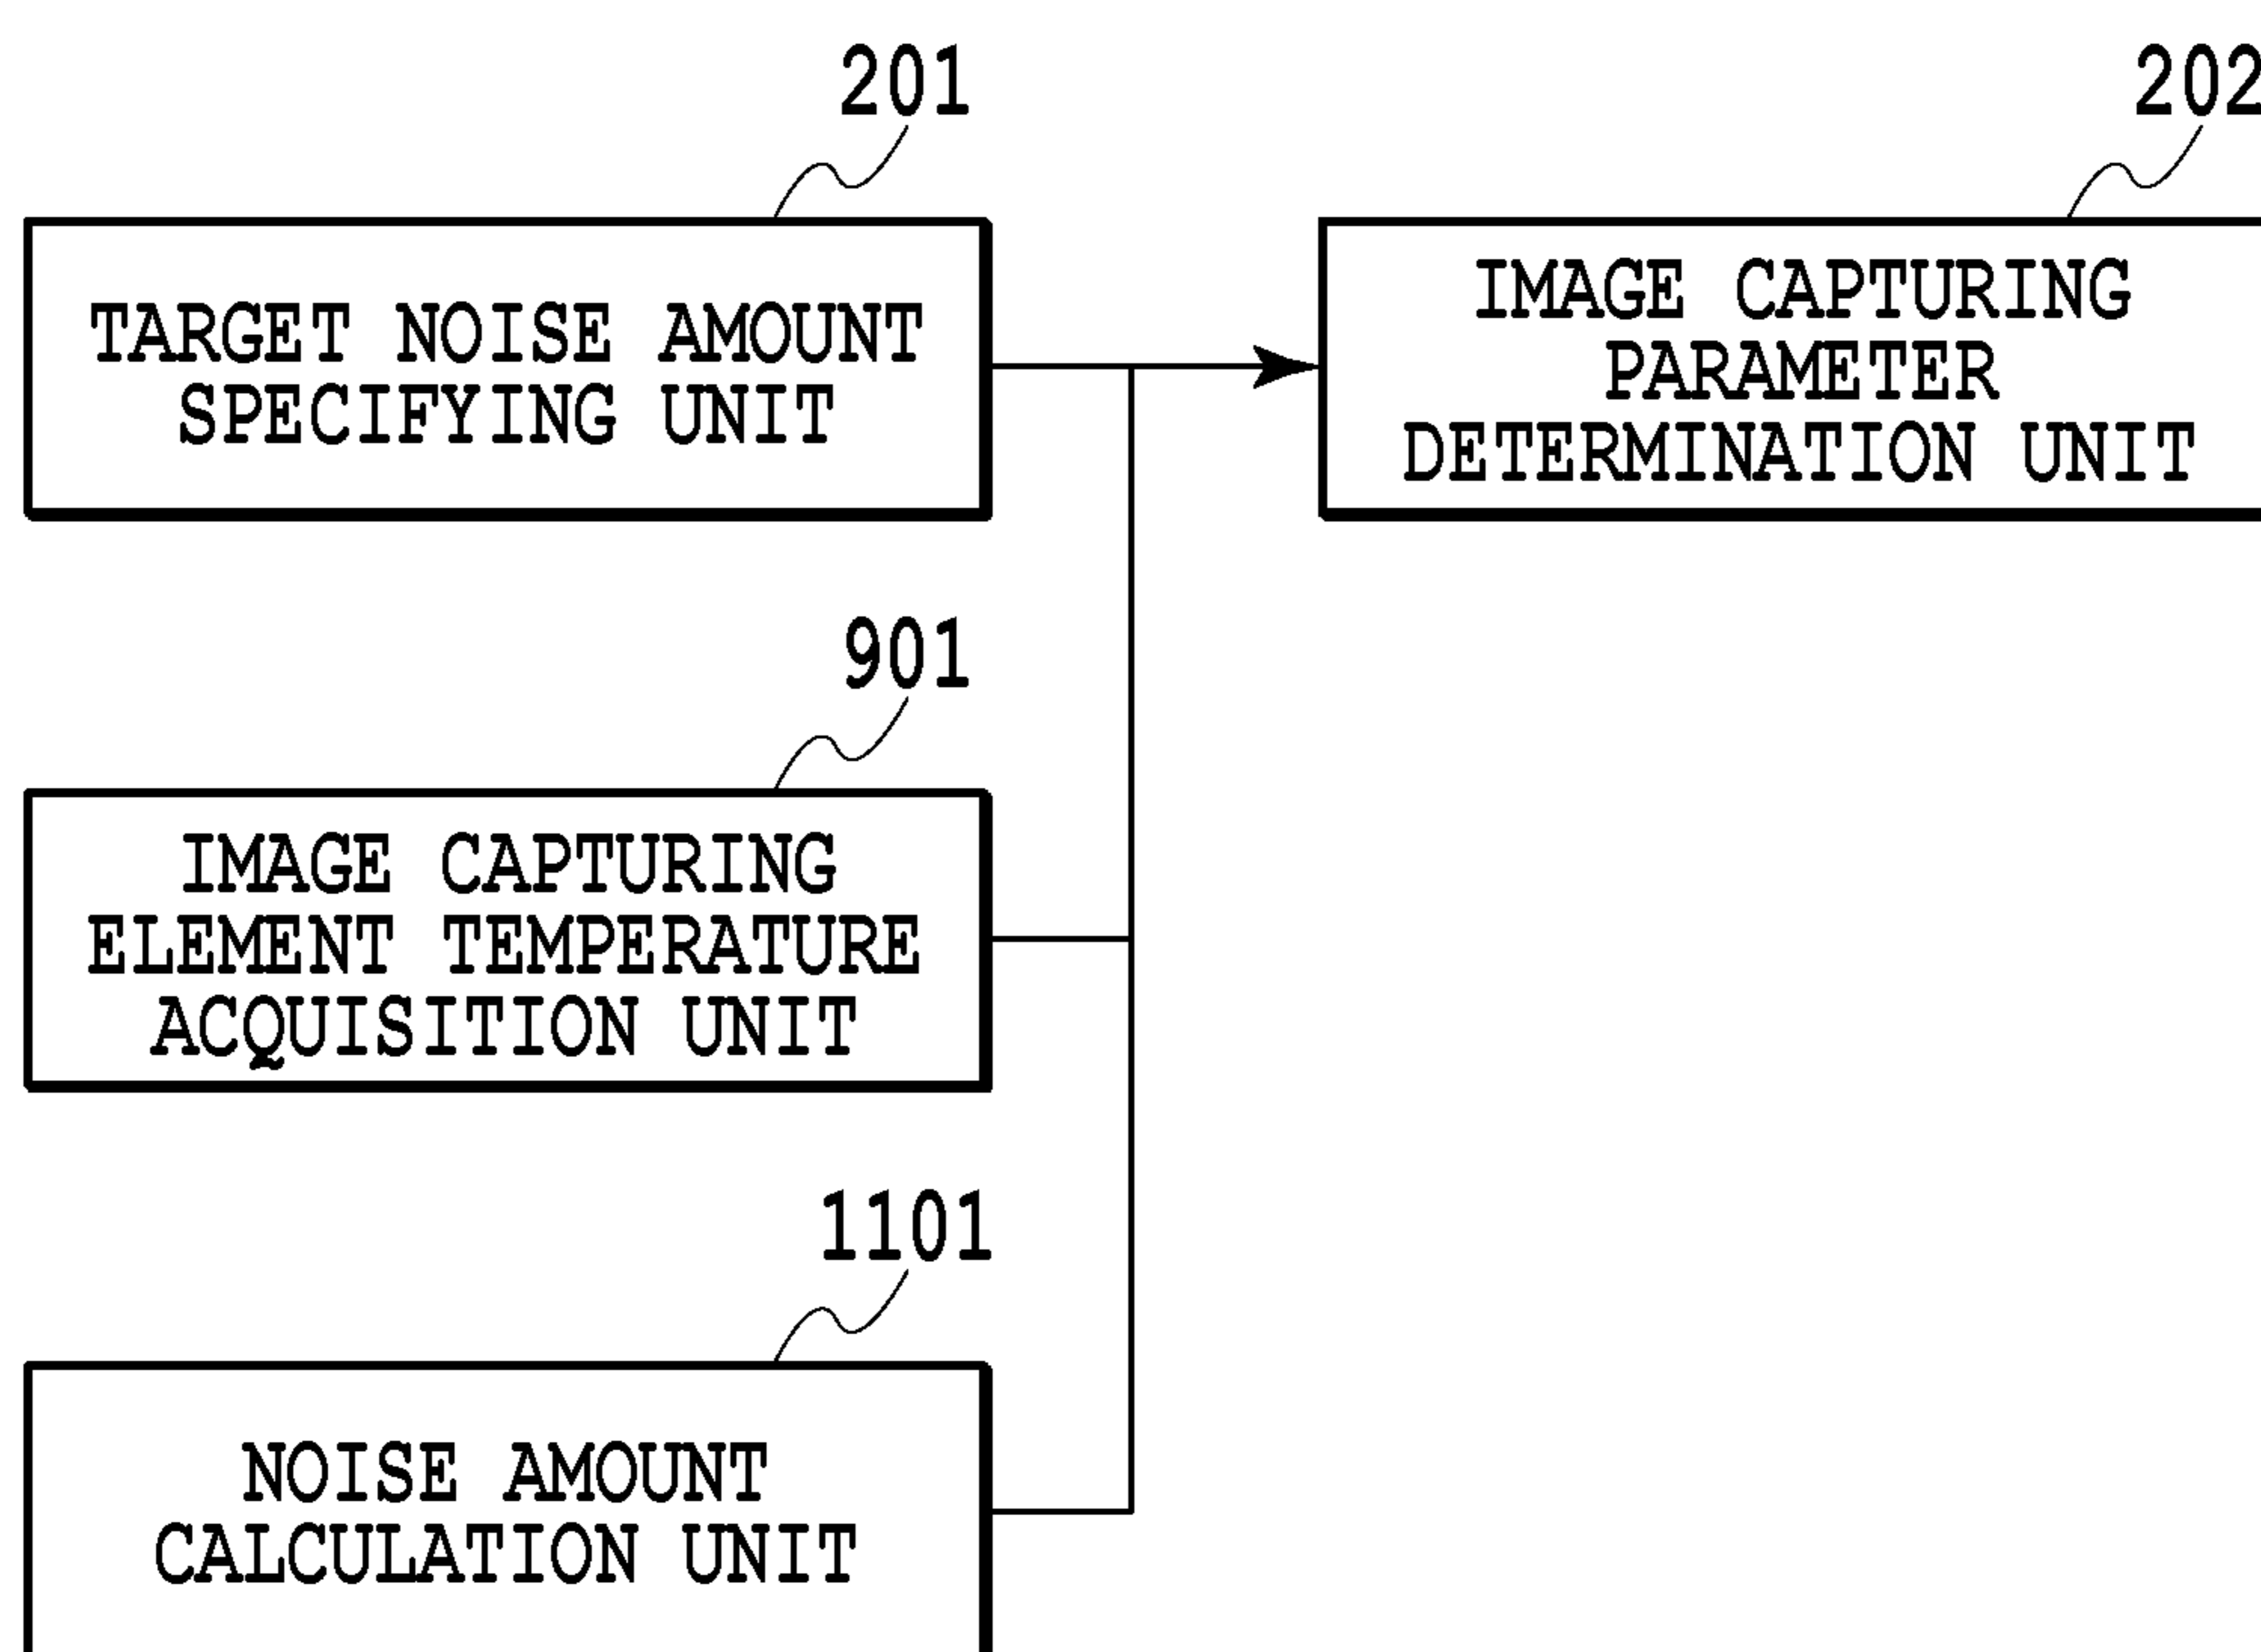 201
TARGET NOISE AMOUNT
SPECIFYING UNIT
202
IMAGE CAPTURING
PARAMETER
DETERMINATION UNIT
901
IMAGE CAPTURING
ELEMENT TEMPERATURE
ACQUISITION UNIT
1101
NOISE AMOUNT
CALCULATION UNIT